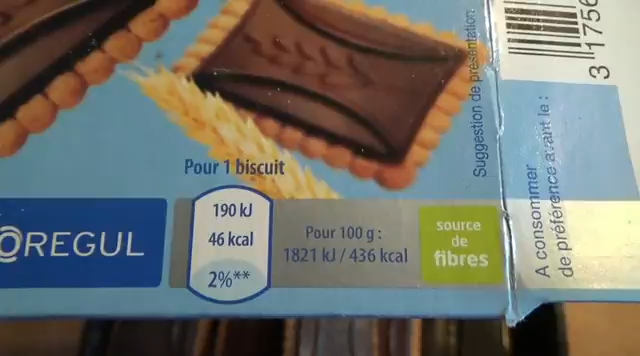 Pour 1 biscuit
190 kJ
46 kcal
2%**
OREGUL
Pour 100 g :
1821 kJ / 436 kcal
source
de
fibres
Suggestion de présentation
A consommer
de préférence avant le :
3 1756